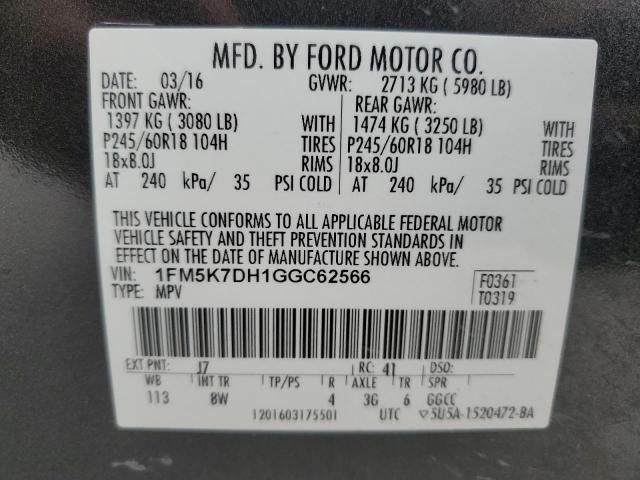 MFD. BY FORD MOTOR CO.
DATE: 03/16 GVWR: 2713 KG ( 5980 LB)
FRONT GAWR: REAR GAWR:
1397 KG ( 3080 LB) WITH 1474 KG ( 3250 LB) WITH
P245/60R18 104H TIRES P245/60R18 104H TIRES
18x8.0J RIMS 18x8.0J RIMS
AT 240 kPa/ 35 PSI COLD AT 240 kPa/ 35 PSI COLD
THIS VEHICLE CONFORMS TO ALL APPLICABLE FEDERAL MOTOR
VEHICLE SAFETY AND THEFT PREVENTION STANDARDS IN
EFFECT ON THE DATE OF MANUFACTURE SHOWN ABOVE.
VIN: 1FM5K7DH1GGC62566 F0361
TYPE: MPV T0319
EXT PNT: J7 RC: 41 DSO:
WB INT TR TP/PS R AXLE TR SPR
113 8W 4 3G 6 GGCC
1201603175501 UTC ▽5U5A-1520472-BA